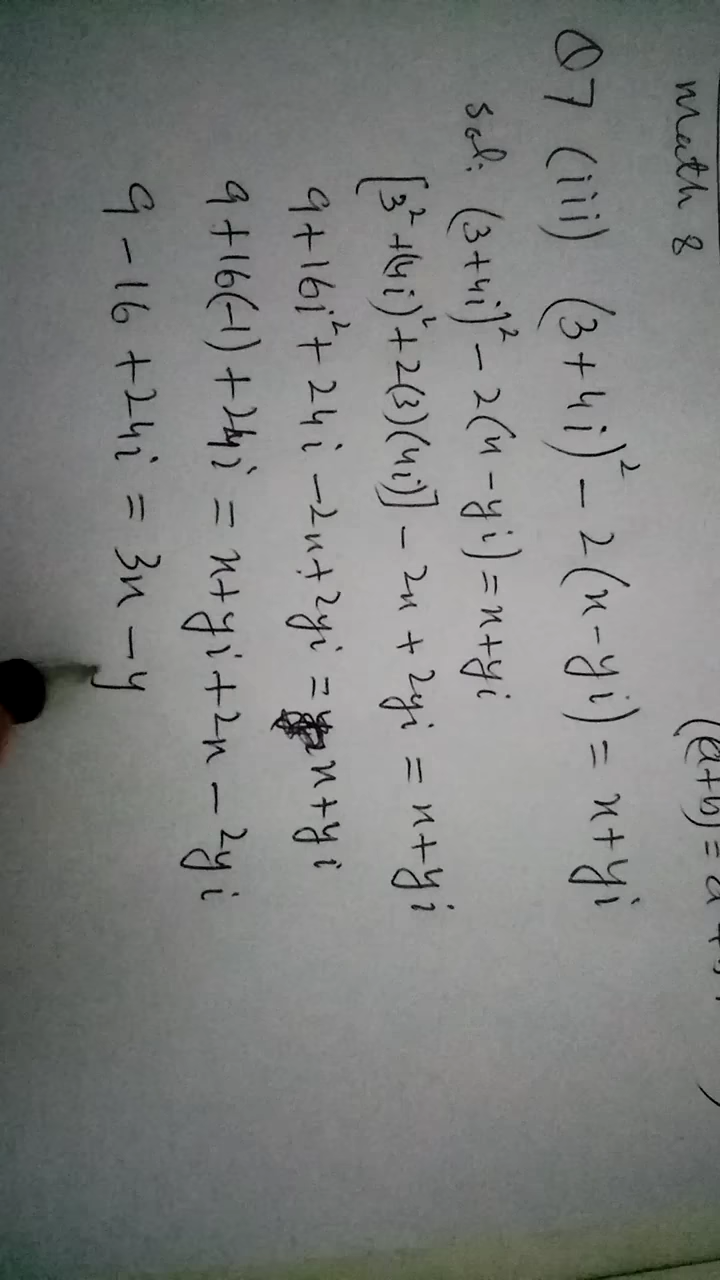 math 8
Q7 (iii) (3+4i)² - 2(x-yi) = x+yi
sol: (3+4i)² - 2(x-yi) = x+yi
[3²+(4i)²+2(3)(4i)] - 2x + 2yi = x+yi
9+16i²+24i-2x+2yi = x+yi
9+16(-1)+24i = x+yi+2x-2yi
9-16+24i = 3x-y